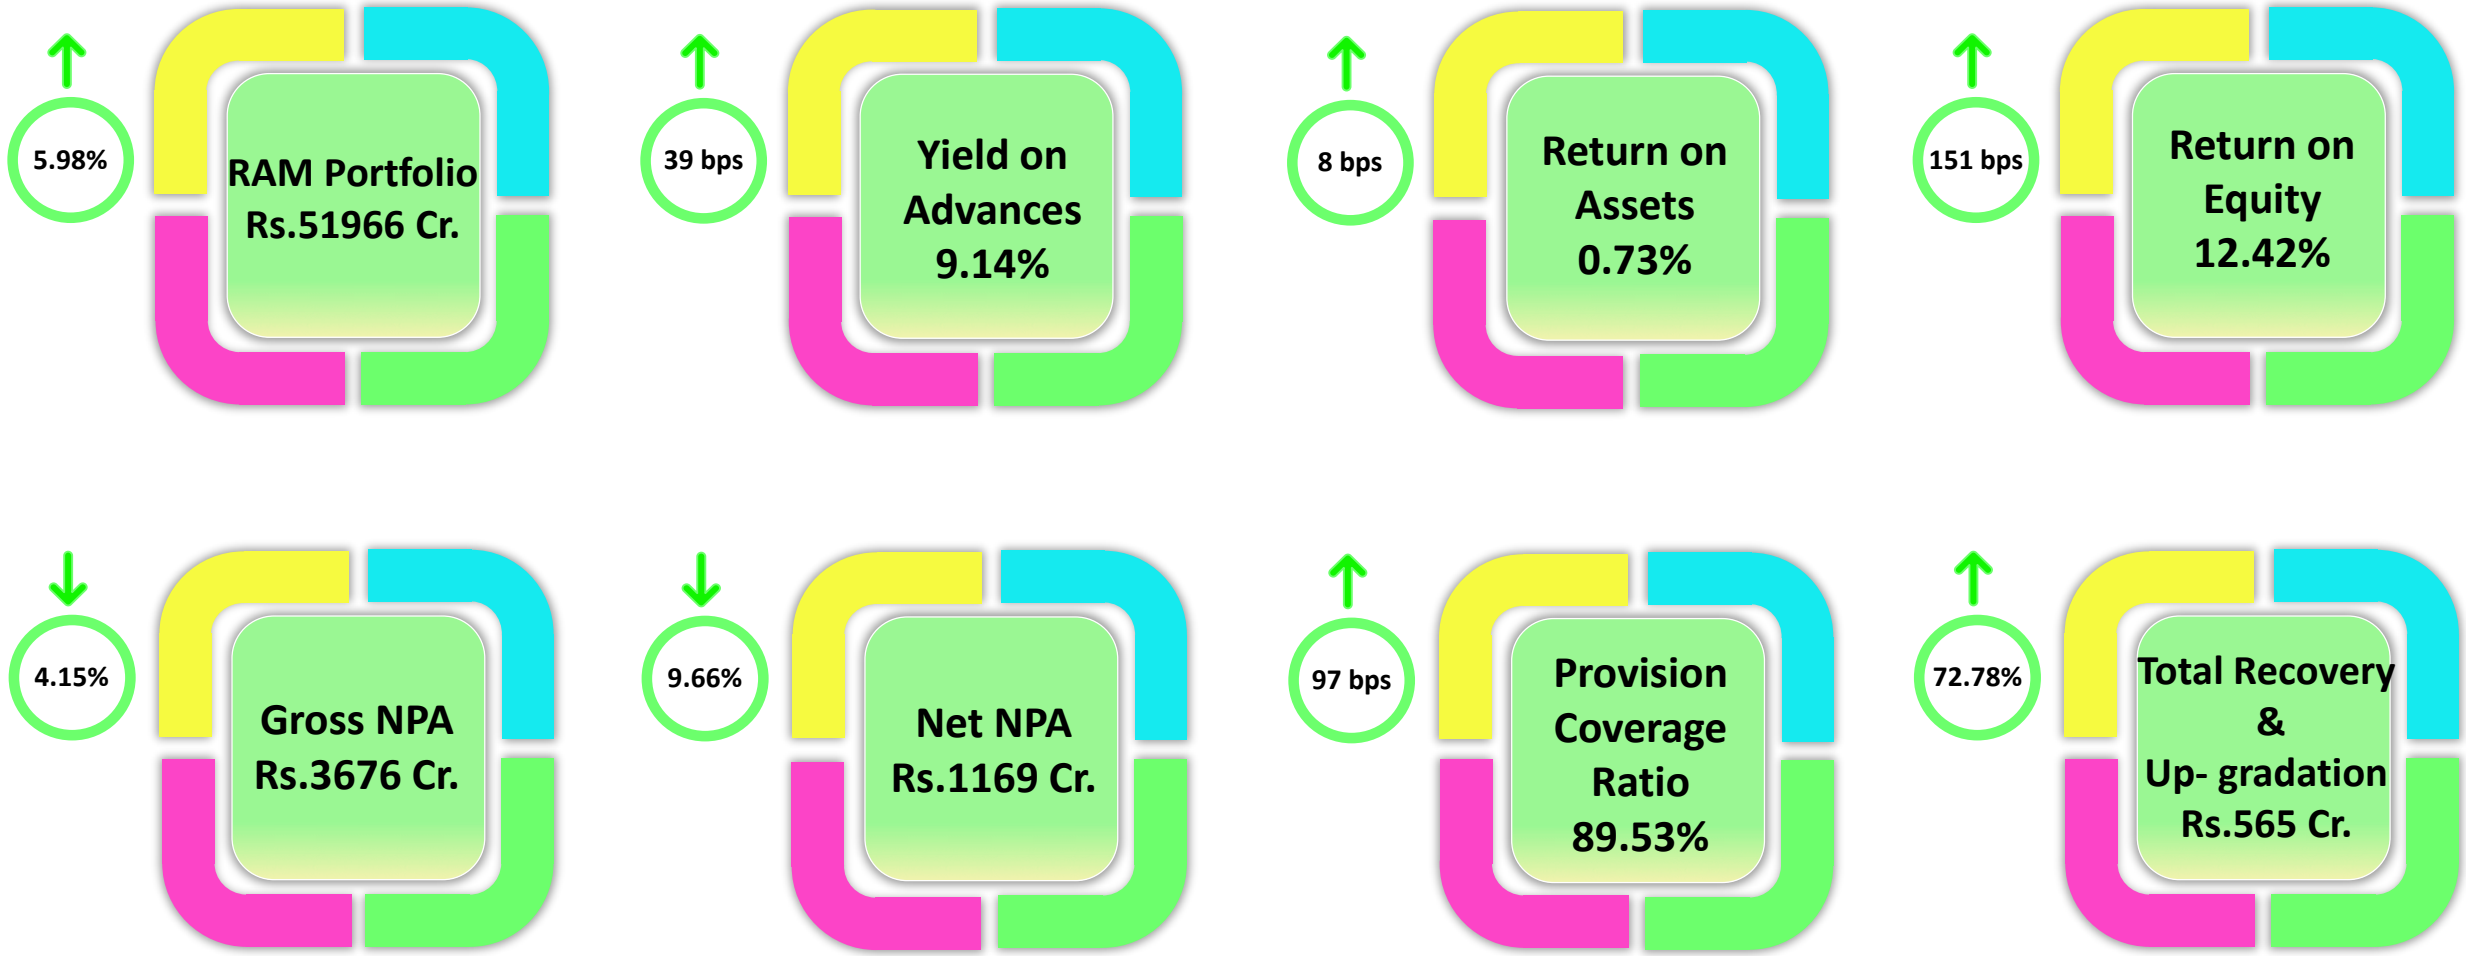 5.98%
RAM Portfolio
Rs.51966 Cr.
39 bps
Yield on
Advances
9.14%
8 bps
Return on
Assets
0.73%
151 bps
Return on
Equity
12.42%
4.15%
Gross NPA
Rs.3676 Cr.
9.66%
Net NPA
Rs.1169 Cr.
97 bps
Provision
Coverage
Ratio
89.53%
72.78%
Total Recovery
&
Up- gradation
Rs.565 Cr.